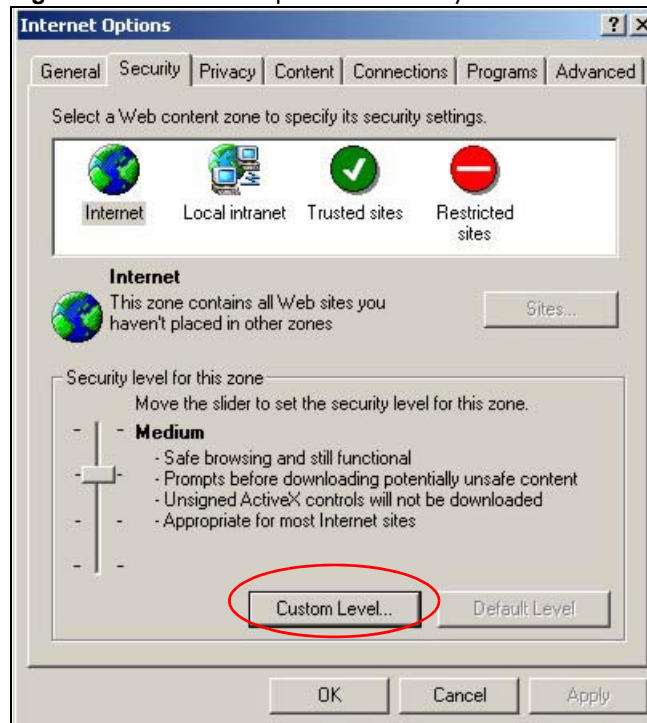 Internet Options
General Security Privacy Content Connections Programs Advanced
Select a Web content zone to specify its security settings.
Internet Local intranet Trusted sites Restricted
sites
Internet
This zone contains all Web sites you
haven't placed in other zones
Sites...
Security level for this zone
Move the slider to set the security level for this zone.
Medium
- Safe browsing and still functional
- Prompts before downloading potentially unsafe content
- Unsigned ActiveX controls will not be downloaded
- Appropriate for most Internet sites
Custom Level... Default Level
OK Cancel Apply